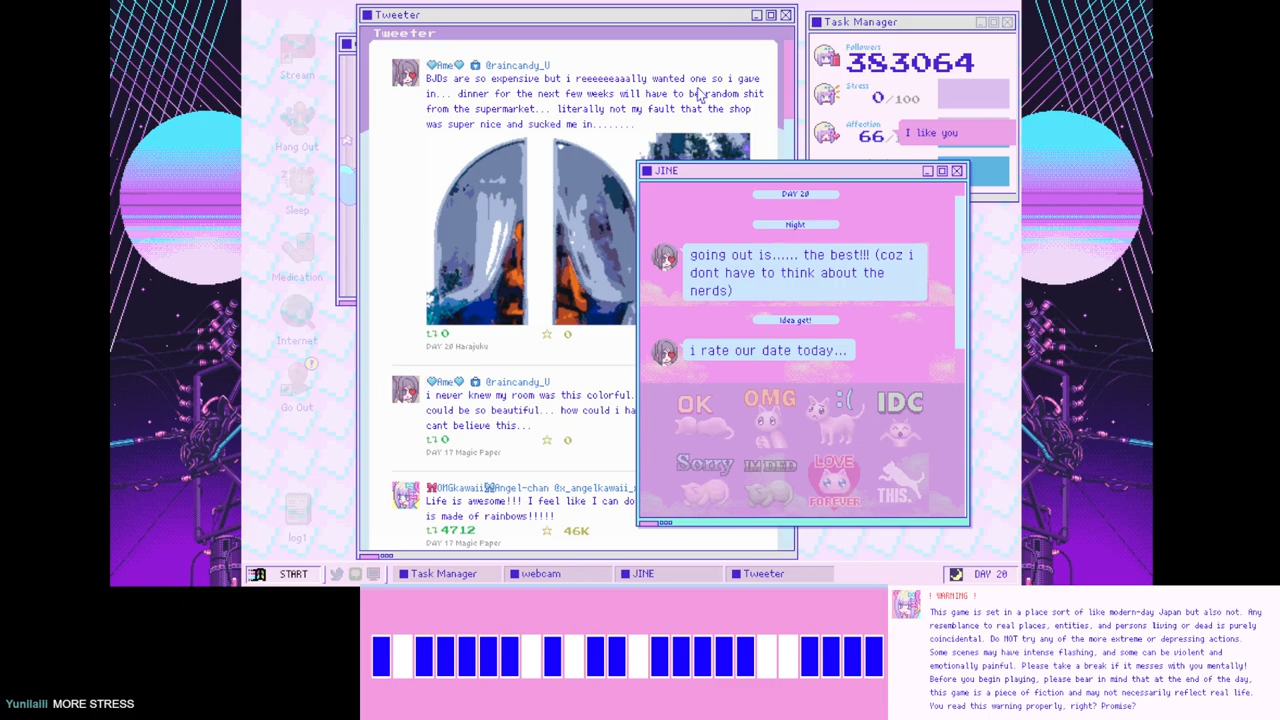 Tweeter
Tweeter
Ame @raincandy_U
BJDs are so expensive but i reeeeeeaaally wanted one so i gave
in... dinner for the next few weeks will have to be random shit
from the supermarket... literally not my fault that the shop
was super nice and sucked me in........
0
0
DAY 20 Harajuku
Ame @raincandy_U
i never knew my room was this colorful.
could be so beautiful... how could i ha
cant believe this...
0
0
DAY 17 Magic Paper
OMGkawaiiAngel-chan @x_angelkawaii_x
Life is awesome!!! I feel like I can do
is made of rainbows!!!!!
4712
46K
DAY 17 Magic Paper
Task Manager
Followers
383064
Stress
0/100
Affection
66/
I like you
JINE
DAY 20
Night
going out is...... the best!!! (coz i
dont have to think about the
nerds)
Idea get!
i rate our date today...
OK
OMG
:(
IDC
Sorry
IM DED
LOVE
FOREVER
THIS.
Stream
Hang Out
Sleep
Medication
Internet
?
Go Out
log1
START
Task Manager
webcam
JINE
Tweeter
DAY 20
! WARNING !
This game is set in a place sort of like modern-day Japan but also not. Any
resemblance to real places, entities, and persons living or dead is purely
coincidental. Do NOT try any of the more extreme or depressing actions.
Some scenes may have intense flashing, and some can be violent and
emotionally painful. Please take a break if it messes with you mentally!
Before you begin playing, please bear in mind that at the end of the day,
this game is a piece of fiction and may not necessarily reflect real life.
You read this warning properly, right? Promise?
MORE STRESS